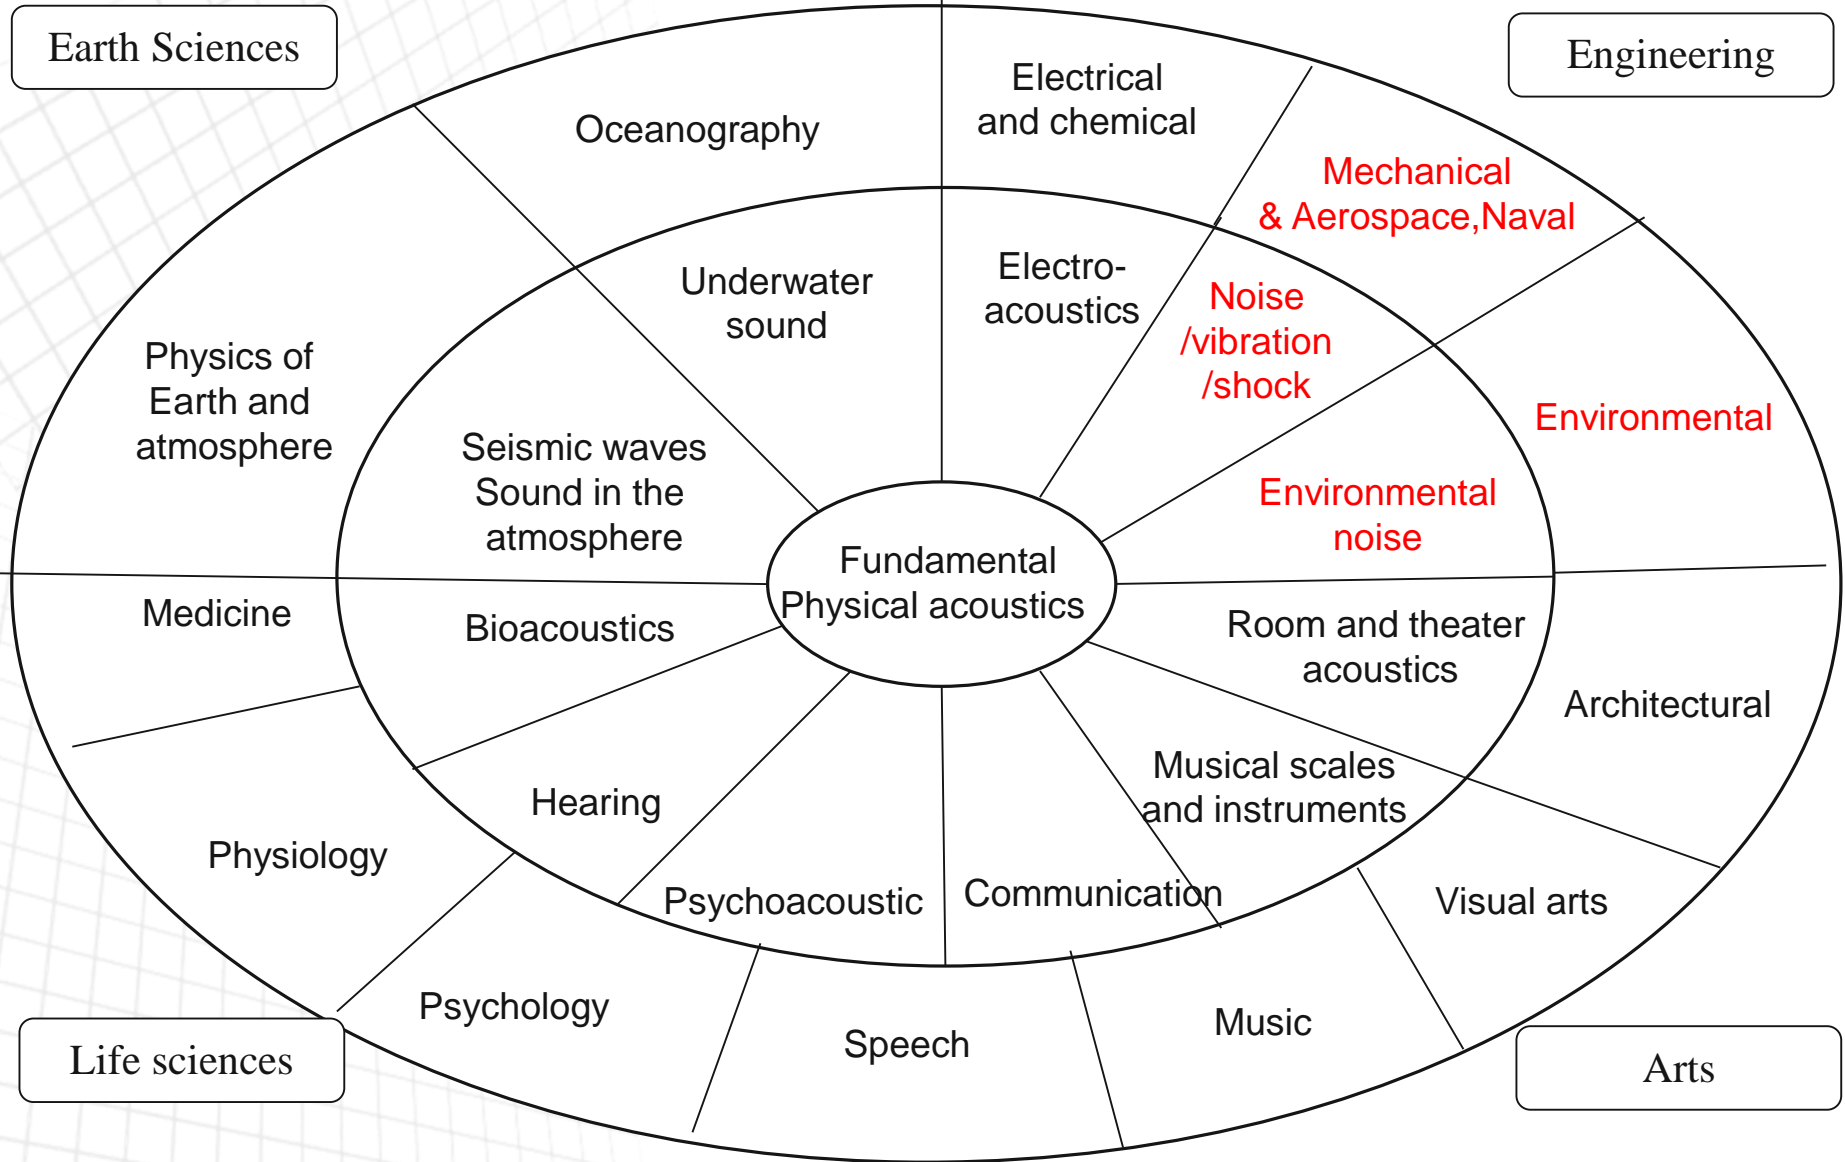 Earth Sciences
Engineering
Electrical
and chemical
Oceanography
Mechanical
& Aerospace,Naval
Underwater
sound
Electro-
acoustics
Noise
/vibration
/shock
Physics of
Earth and
atmosphere
Environmental
Seismic waves
Sound in the
atmosphere
Environmental
noise
Fundamental
Physical acoustics
Medicine
Bioacoustics
Room and theater
acoustics
Architectural
Musical scales
and instruments
Hearing
Physiology
Psychoacoustic
Communication
Visual arts
Psychology
Speech
Music
Life sciences
Arts